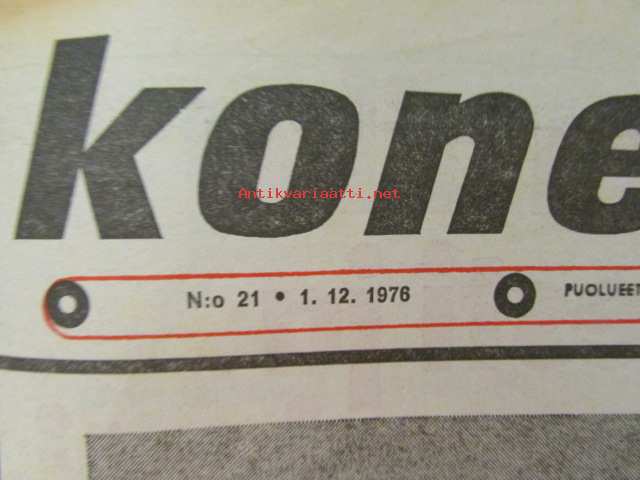 kone
Antikvariaatti.net
N:o 21 • 1. 12. 1976
PUOLUEET